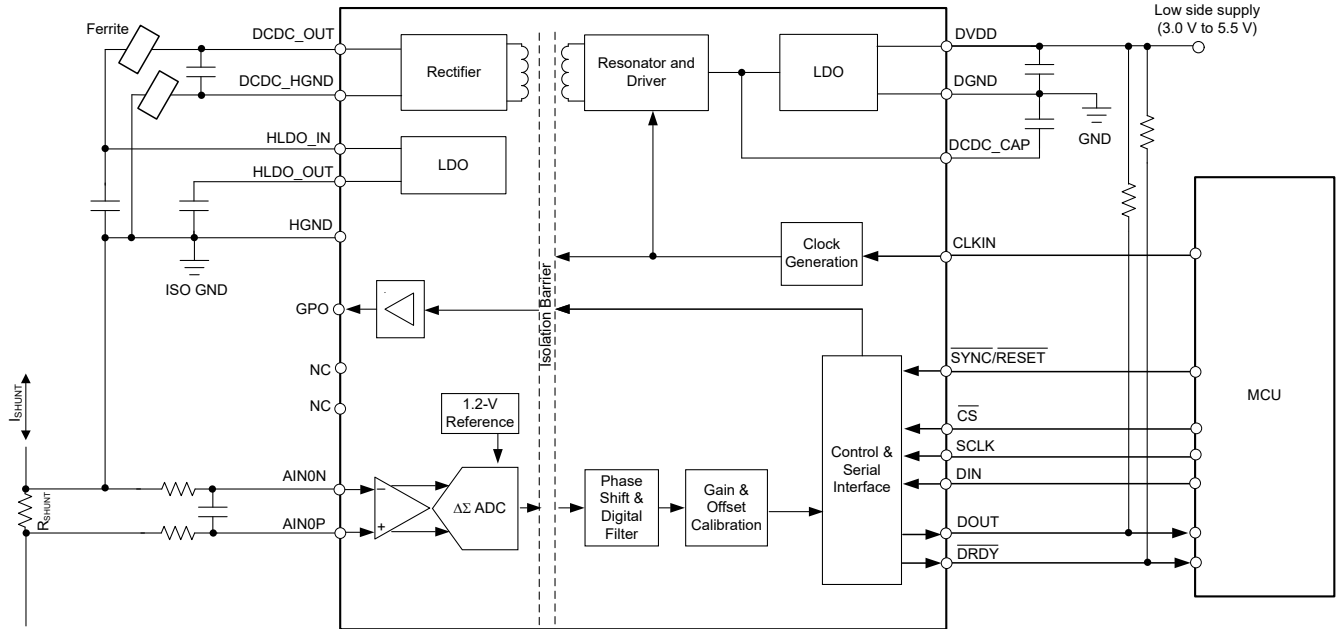 Low side supply
(3.0 V to 5.5 V)
Ferrite
DCDC_OUT
DCDC_HGND
HLDO_IN
HLDO_OUT
HGND
ISO GND
GPO
NC
NC
I_SHUNT
R_SHUNT
AIN0N
AIN0P
Rectifier
LDO
1.2-V
Reference
ΔΣ ADC
-
+
Isolation Barrier
Resonator and
Driver
LDO
Clock
Generation
Phase
Shift &
Digital
Filter
Gain &
Offset
Calibration
Control &
Serial
Interface
DVDD
DGND
GND
DCDC_CAP
CLKIN
SYNC/RESET
CS
SCLK
DIN
DOUT
DRDY
MCU